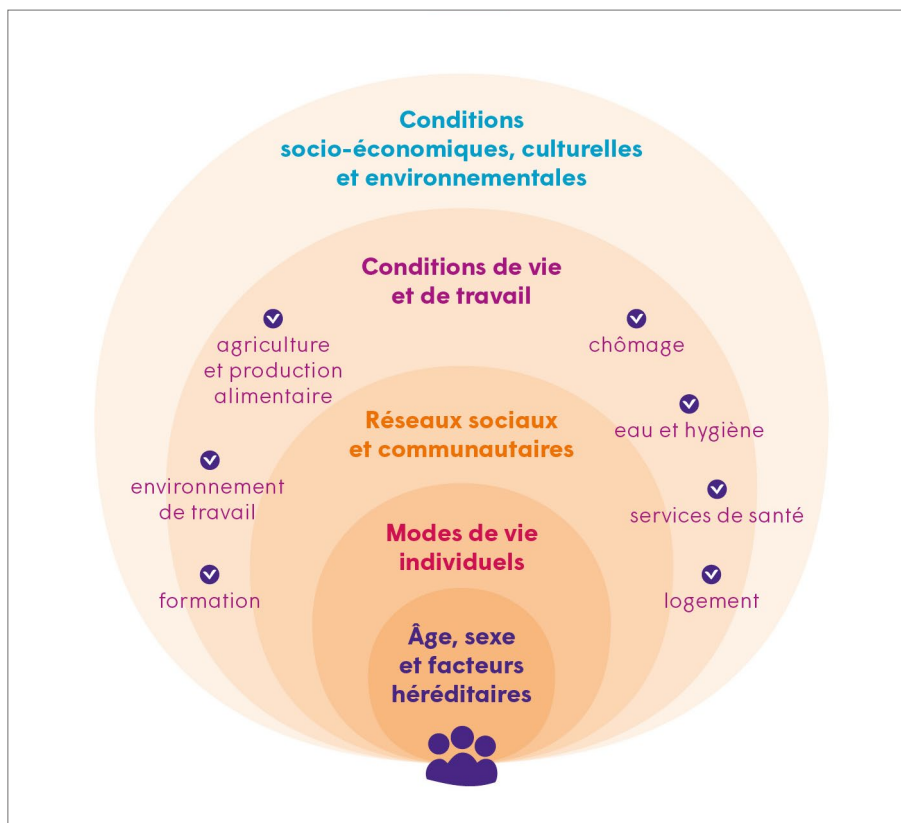 Conditions
socio-économiques, culturelles
et environnementales
Conditions de vie
et de travail
agriculture
et production
alimentaire
chômage
Réseaux sociaux
et communautaires
eau et hygiène
environnement
de travail
services de santé
Modes de vie
individuels
formation
logement
Âge, sexe
et facteurs
héréditaires